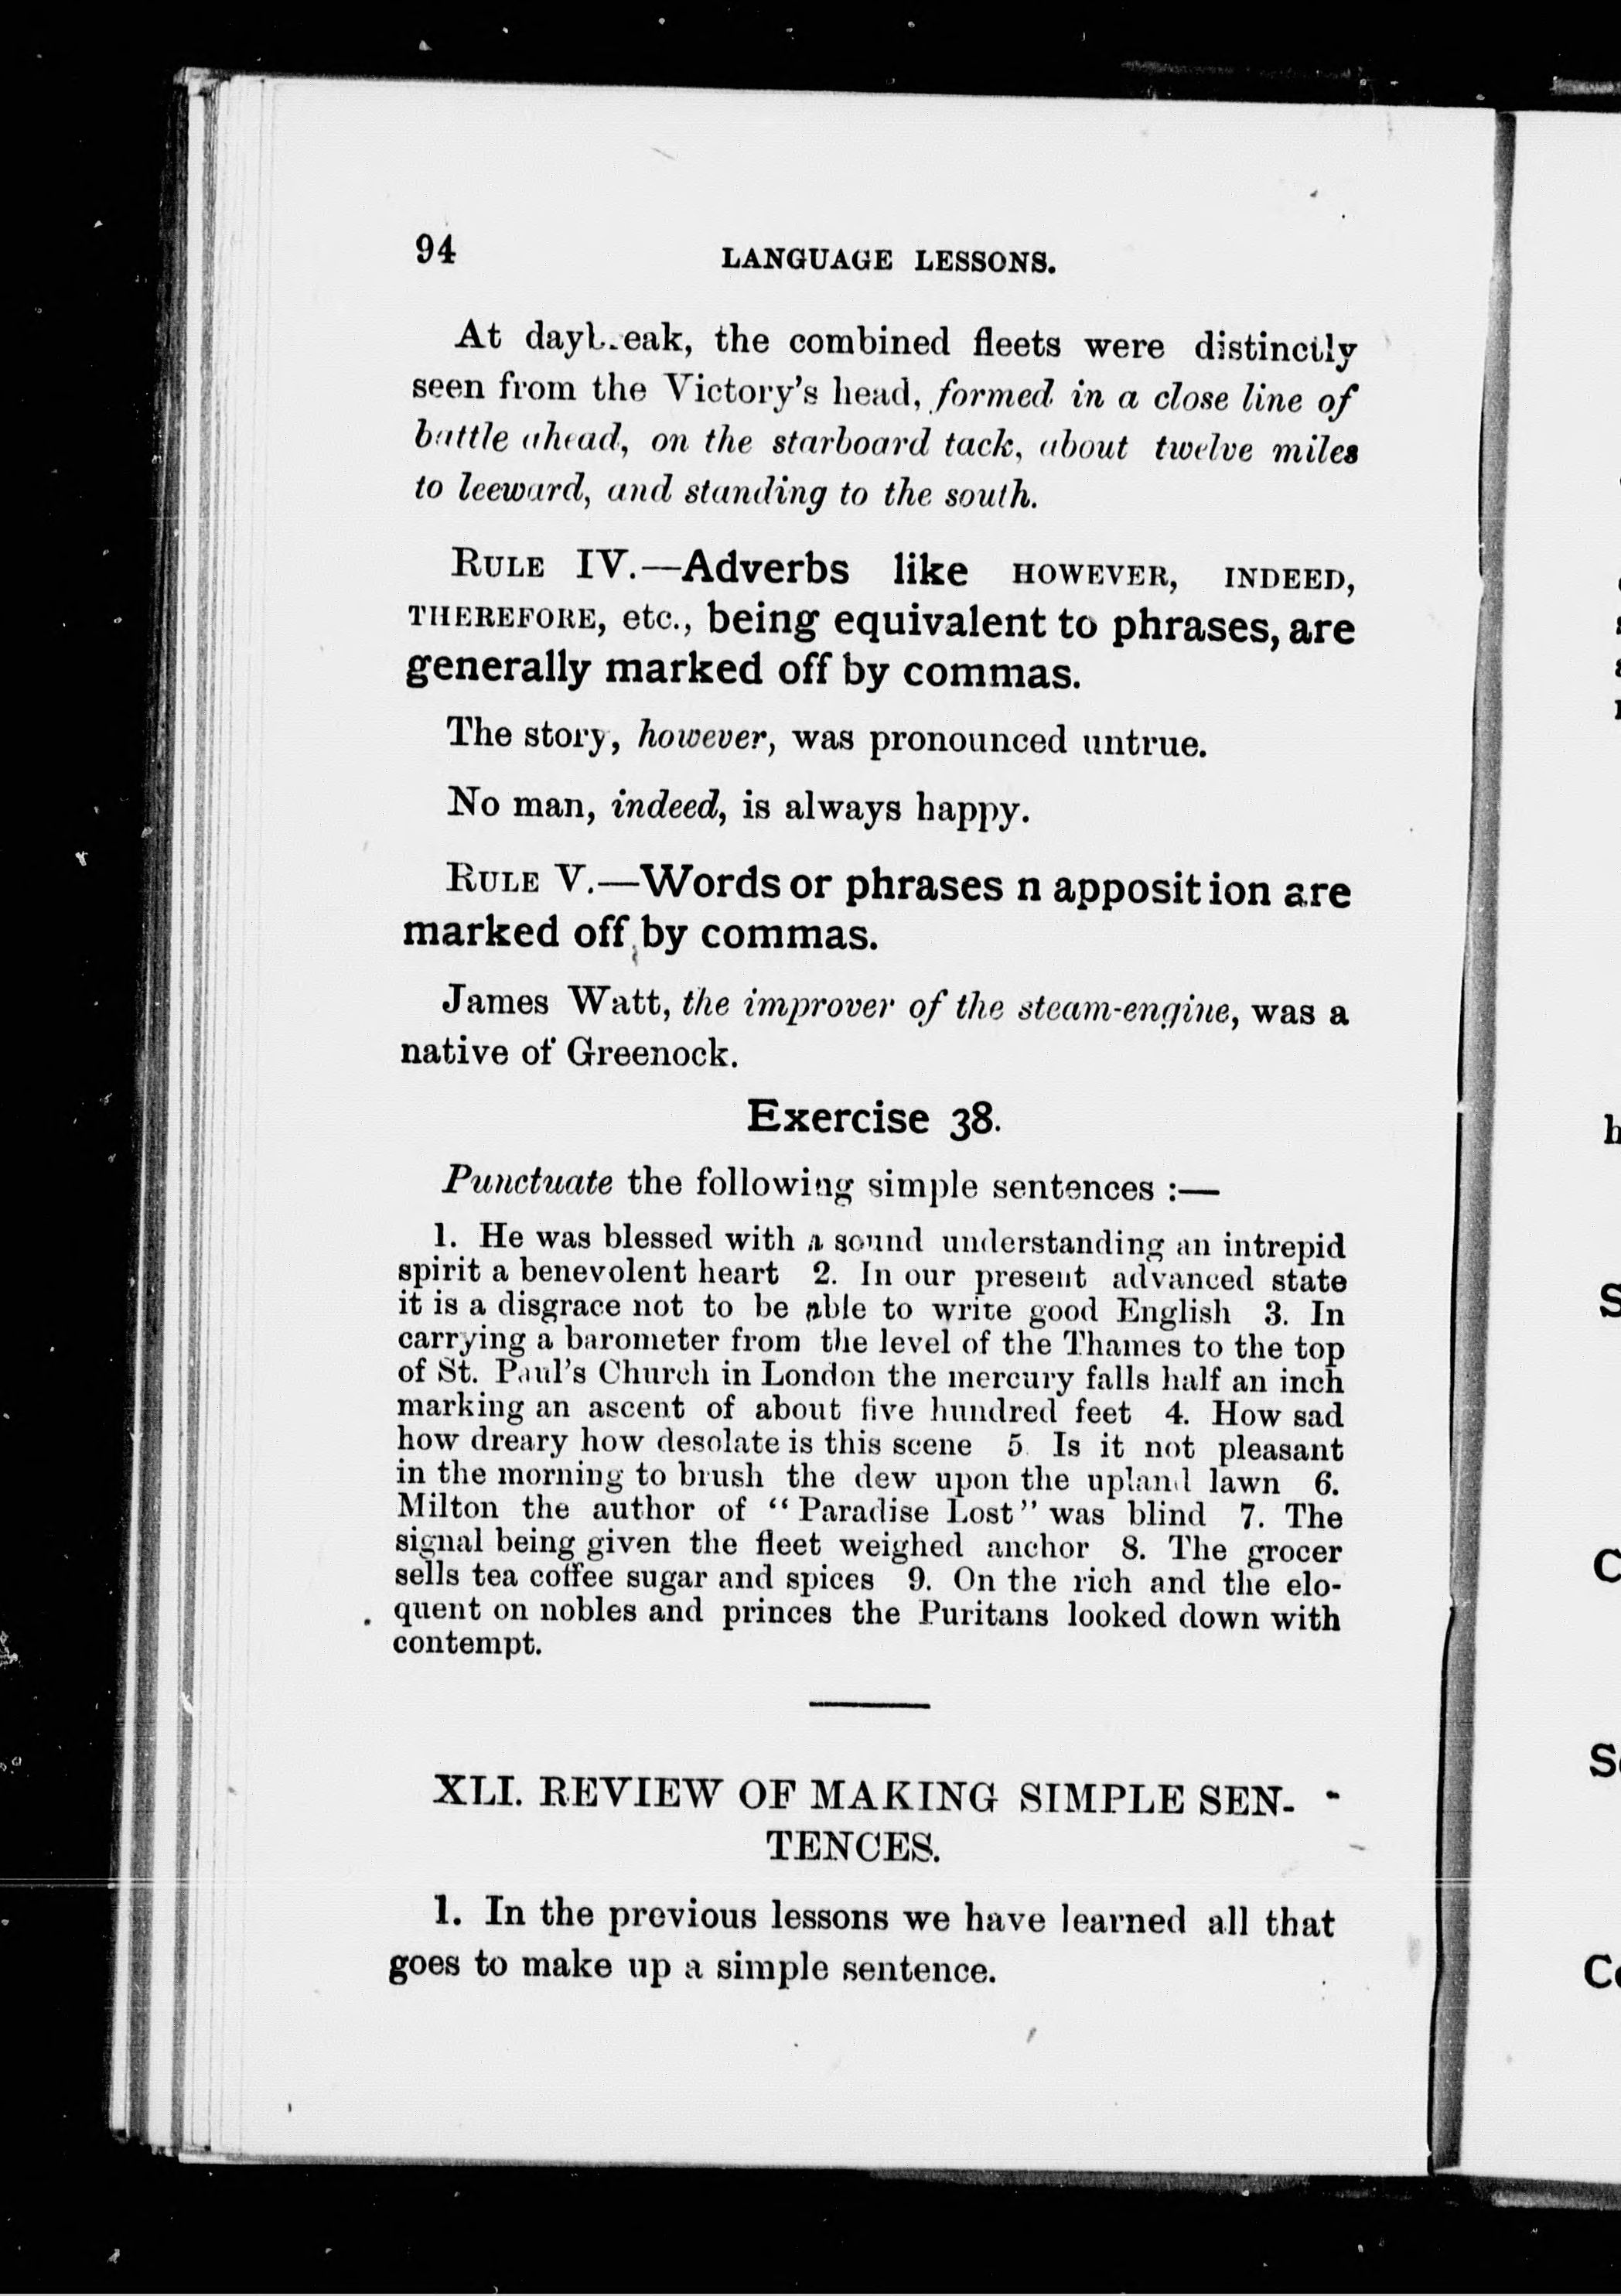 94 LANGUAGE LESSONS.
At daybreak, the combined fleets were distinctly
seen from the Victory's head, formed in a close line of
battle ahead, on the starboard tack, about twelve miles
to leeward, and standing to the south.
RULE IV.—Adverbs like HOWEVER, INDEED,
THEREFORE, etc., being equivalent to phrases, are
generally marked off by commas.
The story, however, was pronounced untrue.
No man, indeed, is always happy.
RULE V.—Words or phrases n apposition are
marked off by commas.
James Watt, the improver of the steam-engine, was a
native of Greenock.
Exercise 38.
Punctuate the following simple sentences :—
1. He was blessed with a sound understanding an intrepid
spirit a benevolent heart 2. In our present advanced state
it is a disgrace not to be able to write good English 3. In
carrying a barometer from the level of the Thames to the top
of St. Paul's Church in London the mercury falls half an inch
marking an ascent of about five hundred feet 4. How sad
how dreary how desolate is this scene 5 Is it not pleasant
in the morning to brush the dew upon the upland lawn 6.
Milton the author of "Paradise Lost" was blind 7. The
signal being given the fleet weighed anchor 8. The grocer
sells tea coffee sugar and spices 9. On the rich and the elo-
quent on nobles and princes the Puritans looked down with
contempt.
XLI. REVIEW OF MAKING SIMPLE SEN-
TENCES.
1. In the previous lessons we have learned all that
goes to make up a simple sentence.